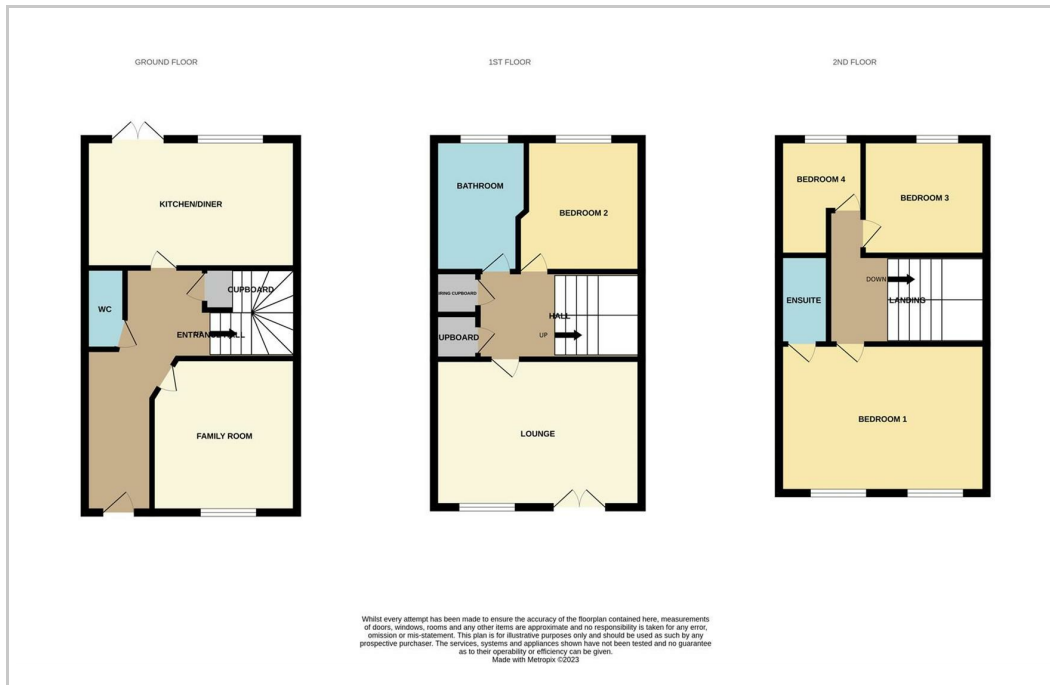 GROUND FLOOR
KITCHEN/DINER
WC
CUPBOARD
ENTRANCE HALL
FAMILY ROOM
1ST FLOOR
BATHROOM
BEDROOM 2
IRING CUPBOARD
HALL
UPBOARD
UP
LOUNGE
2ND FLOOR
BEDROOM 4
BEDROOM 3
DOWN
ENSUITE
LANDING
BEDROOM 1
Whilst every attempt has been made to ensure the accuracy of the floorplan contained here, measurements
of doors, windows, rooms and any other items are approximate and no responsibility is taken for any error,
omission or mis-statement. This plan is for illustrative purposes only and should be used as such by any
prospective purchaser. The services, systems and appliances shown have not been tested and no guarantee
as to their operability or efficiency can be given.
Made with Metropix ©2023